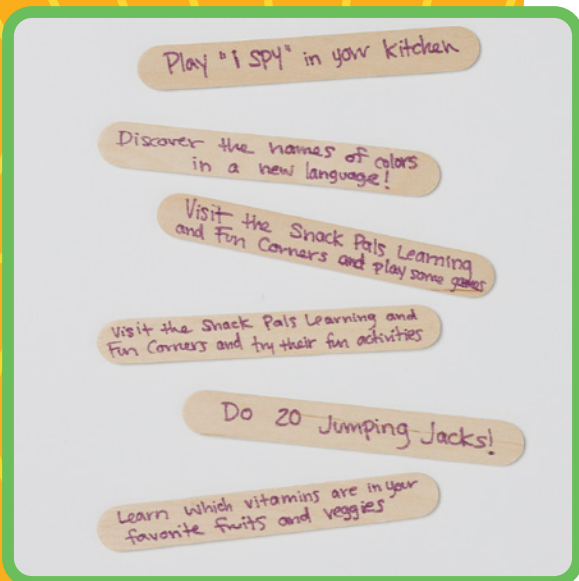 Play "i SPY" in your kitchen
Discover the names of colors
in a new language!
Visit the Snack Pals Learning
and Fun Corners and play some games
Visit the Snack Pals Learning and
Fun Corners and try their fun activities
Do 20 Jumping Jacks!
Learn which vitamins are in your
favorite fruits and veggies